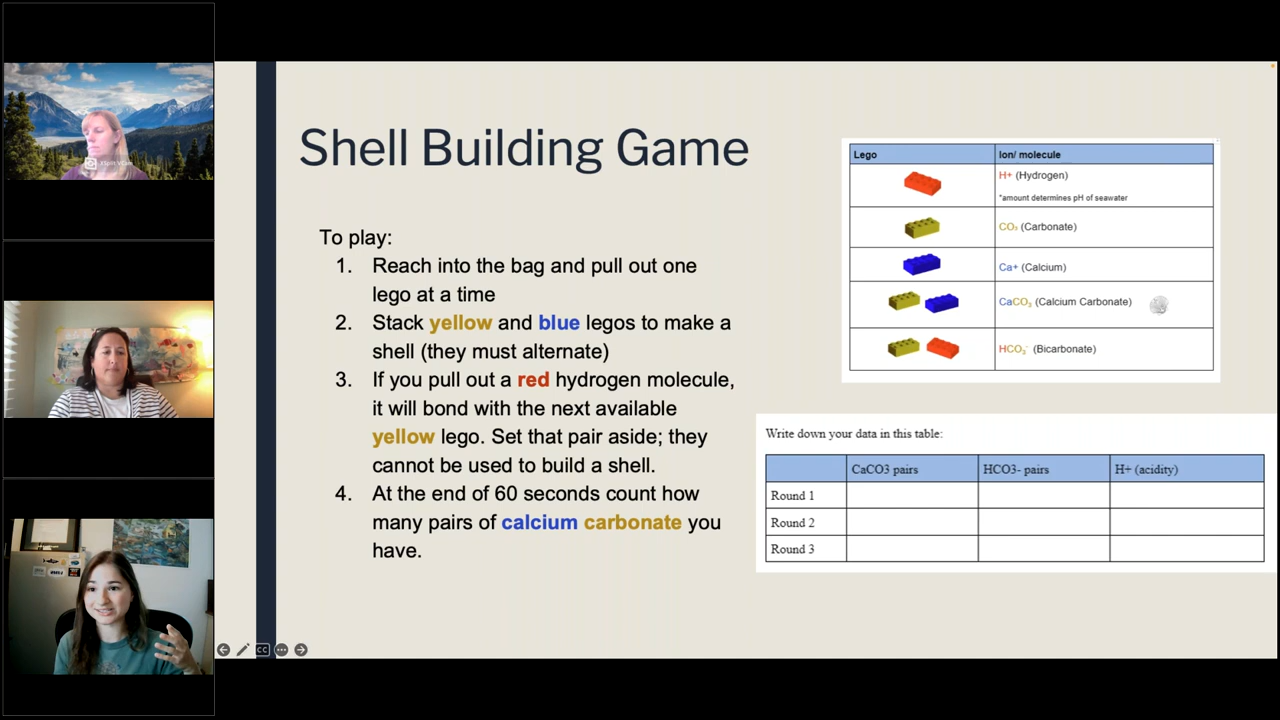 Shell Building Game
To play:
1. Reach into the bag and pull out one
lego at a time
2. Stack yellow and blue legos to make a
shell (they must alternate)
3. If you pull out a red hydrogen molecule,
it will bond with the next available
yellow lego. Set that pair aside; they
cannot be used to build a shell.
4. At the end of 60 seconds count how
many pairs of calcium carbonate you
have.
Lego Ion/ molecule
H+ (Hydrogen)
*amount determines pH of seawater
CO₃ (Carbonate)
Ca+ (Calcium)
CaCO₃ (Calcium Carbonate)
HCO₃⁻ (Bicarbonate)
Write down your data in this table:
CaCO3 pairs HCO3- pairs H+ (acidity)
Round 1
Round 2
Round 3
XSplit VCam
CC